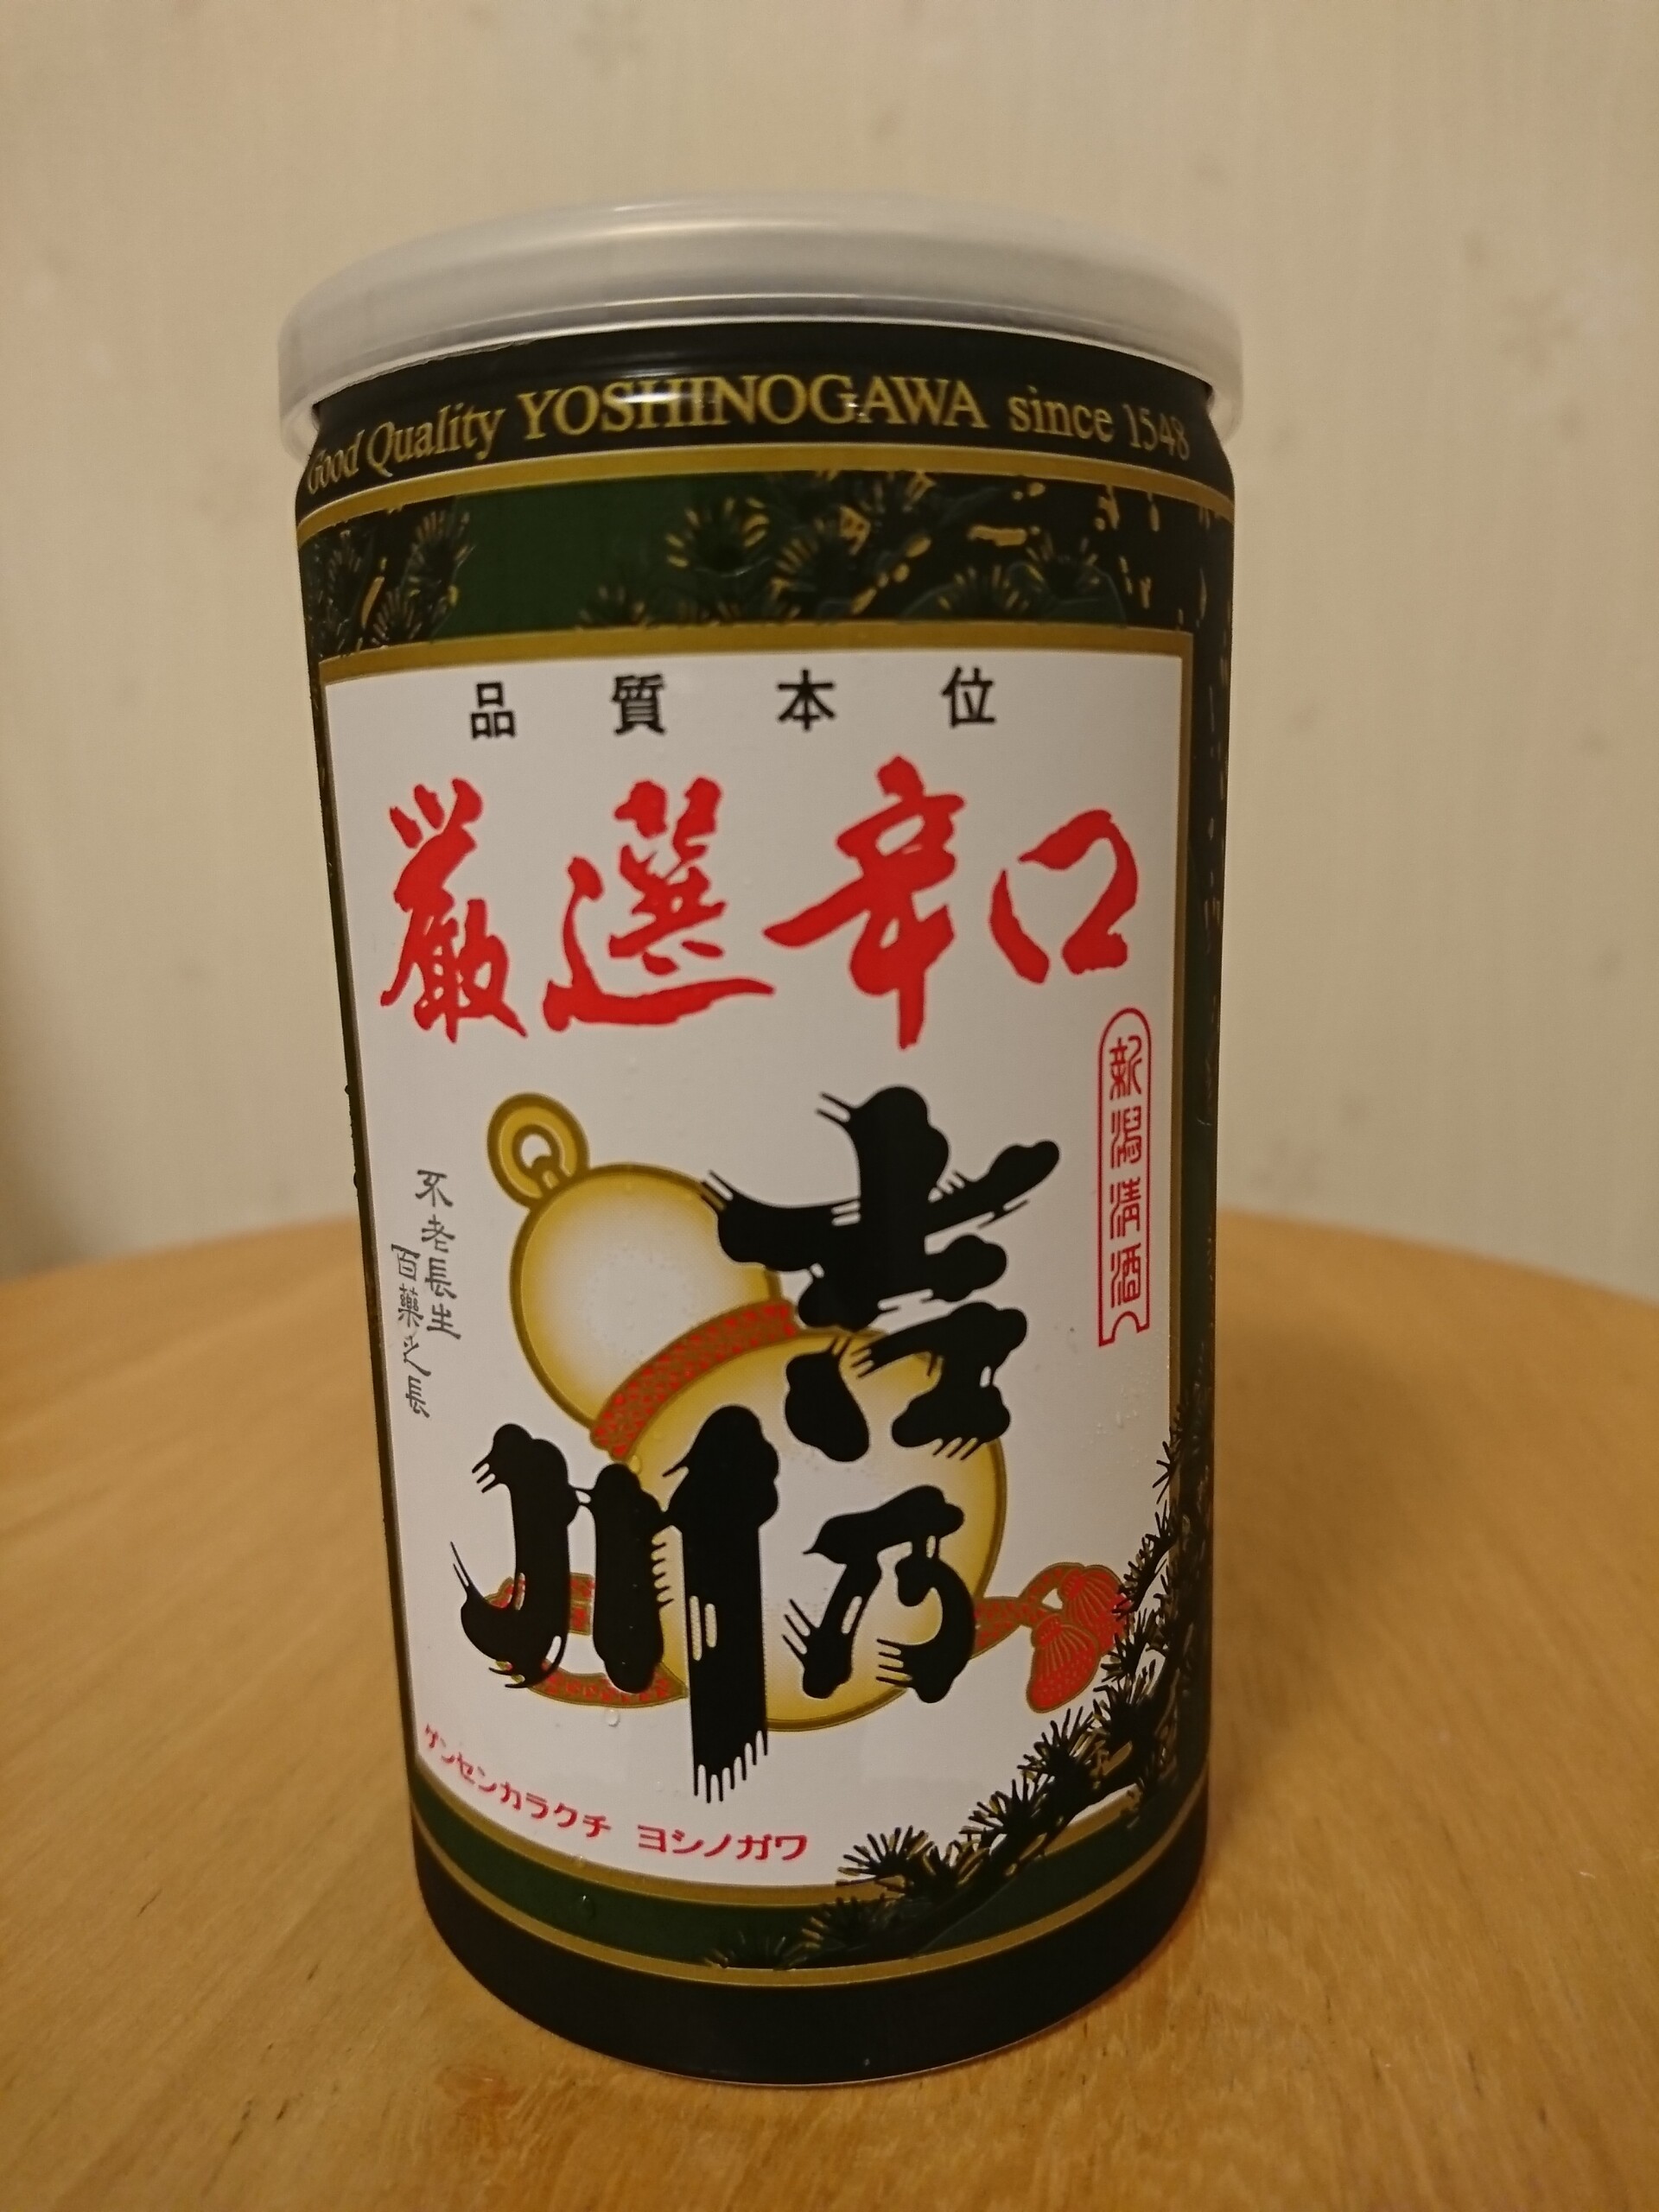 Good Quality YOSHINOGAWA since 1548
品質本位
厳選辛口
新潟清酒
吉乃川
不老長生
百薬之長
ゲンセンカラクチ ヨシノガワ